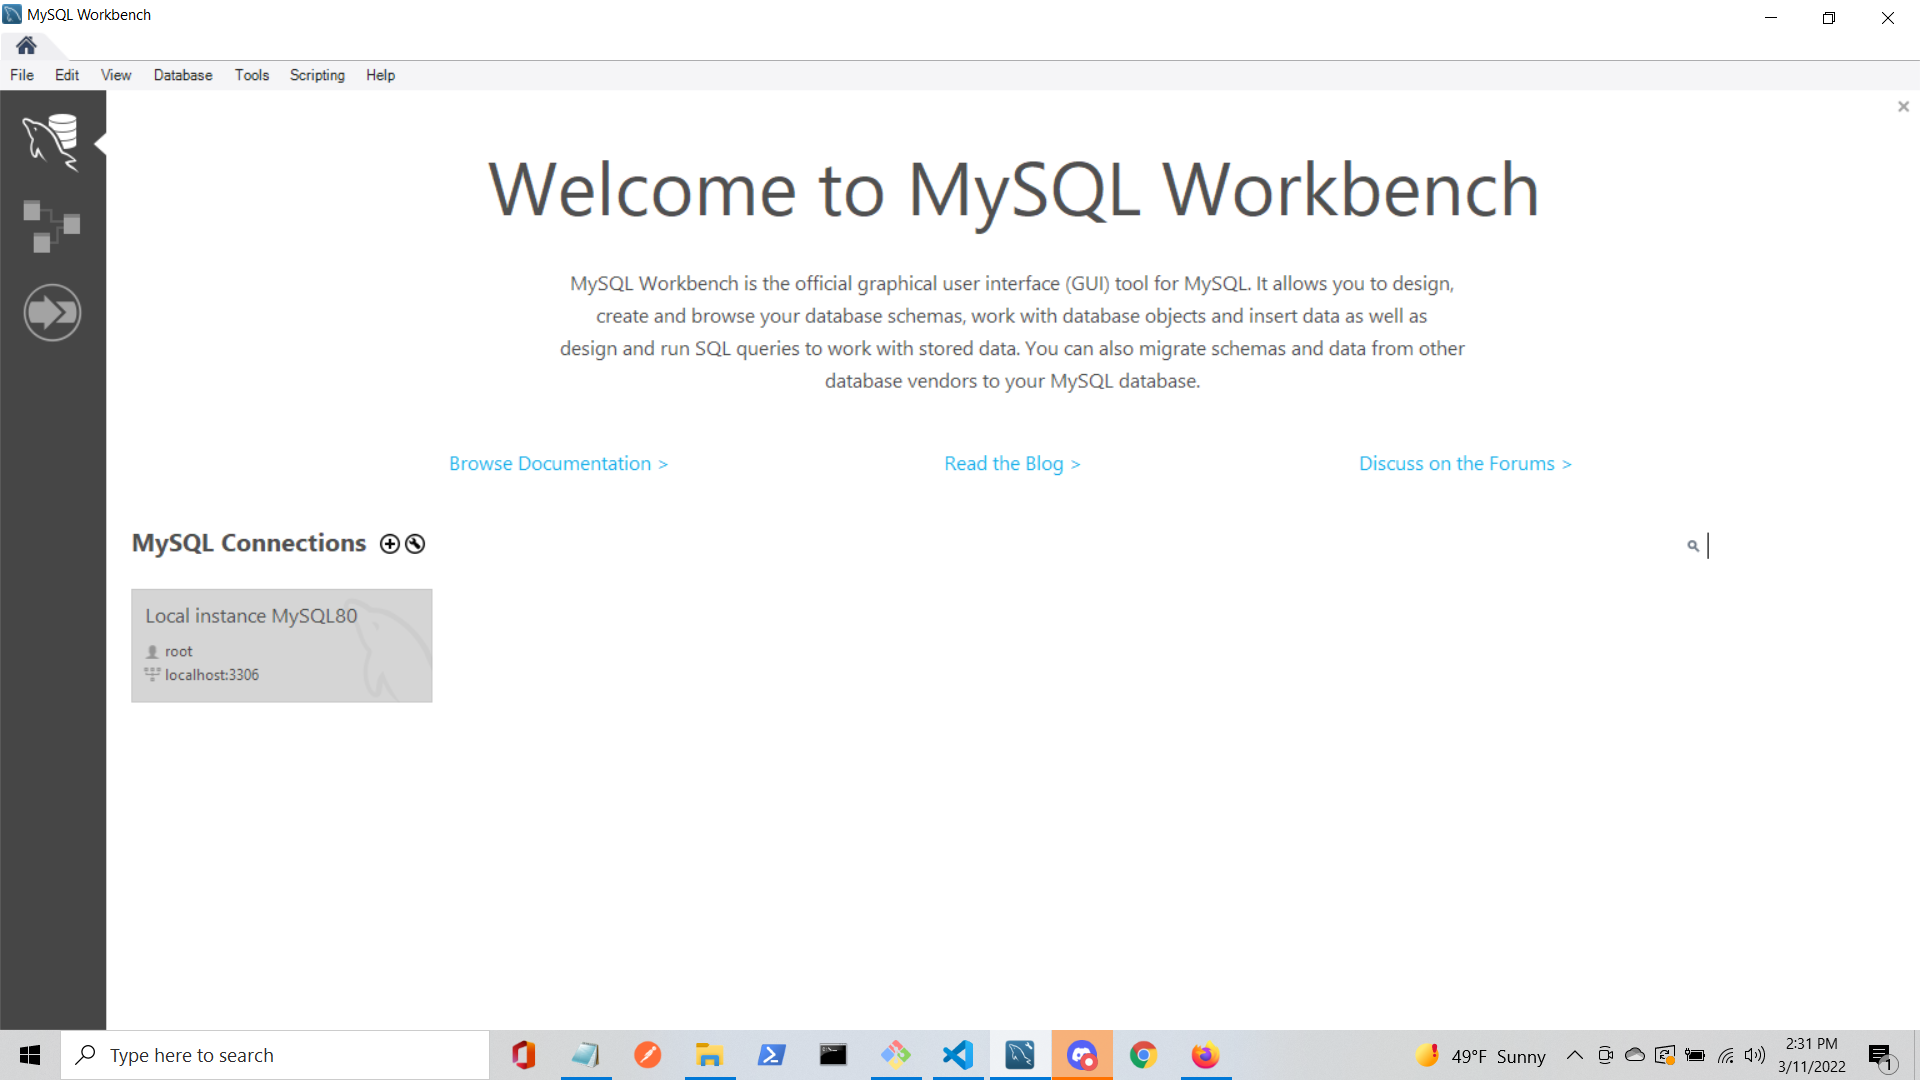 MySQL Workbench
File Edit View Database Tools Scripting Help
Welcome to MySQL Workbench
MySQL Workbench is the official graphical user interface (GUI) tool for MySQL. It allows you to design,
create and browse your database schemas, work with database objects and insert data as well as
design and run SQL queries to work with stored data. You can also migrate schemas and data from other
database vendors to your MySQL database.
Browse Documentation > Read the Blog > Discuss on the Forums >
MySQL Connections
Local instance MySQL80
root
localhost:3306
Type here to search
49°F Sunny
2:31 PM
3/11/2022
1